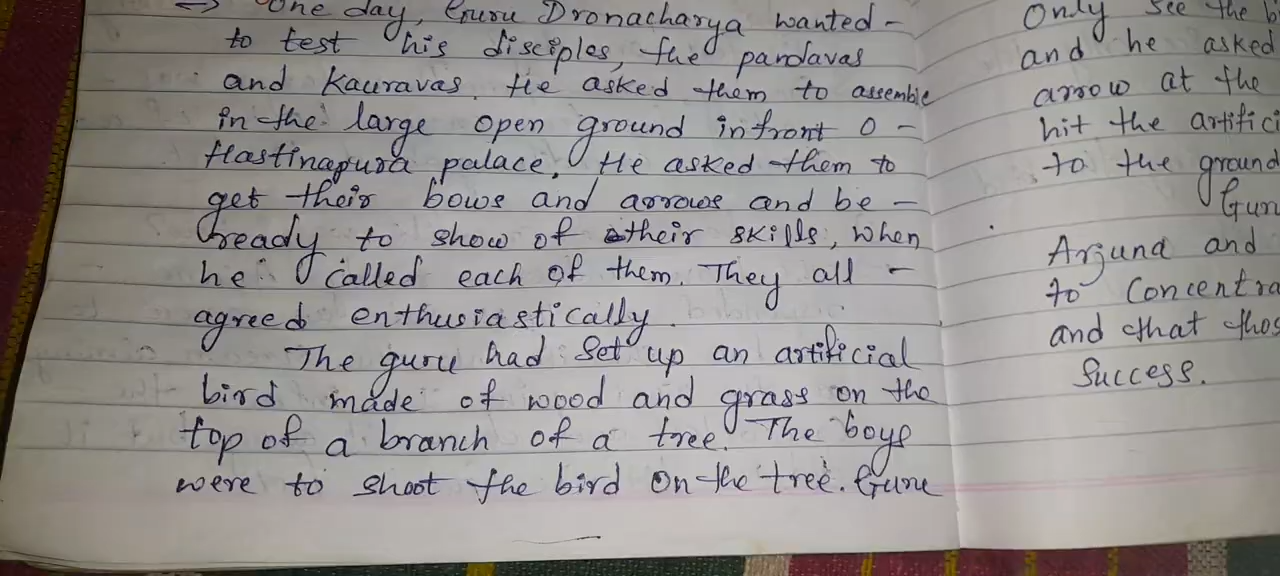 → One day, Guru Dronacharya wanted -
to test his disciples, the pandavas
and Kauravas. He asked them to assemble
in the large open ground infront o -
Hastinapura palace. He asked them to
get their bows and arrows and be -
ready to show of their skills, when
he called each of them. They all -
agreed enthusiastically.
The guru had set up an artificial
bird made of wood and grass on the
top of a branch of a tree. The boys
were to shoot the bird on the tree. Guru
Only see the b
and he asked
arrow at the
hit the artifici
to the ground
Guru
Arjuna and
to Concentra
and that thos
Success.